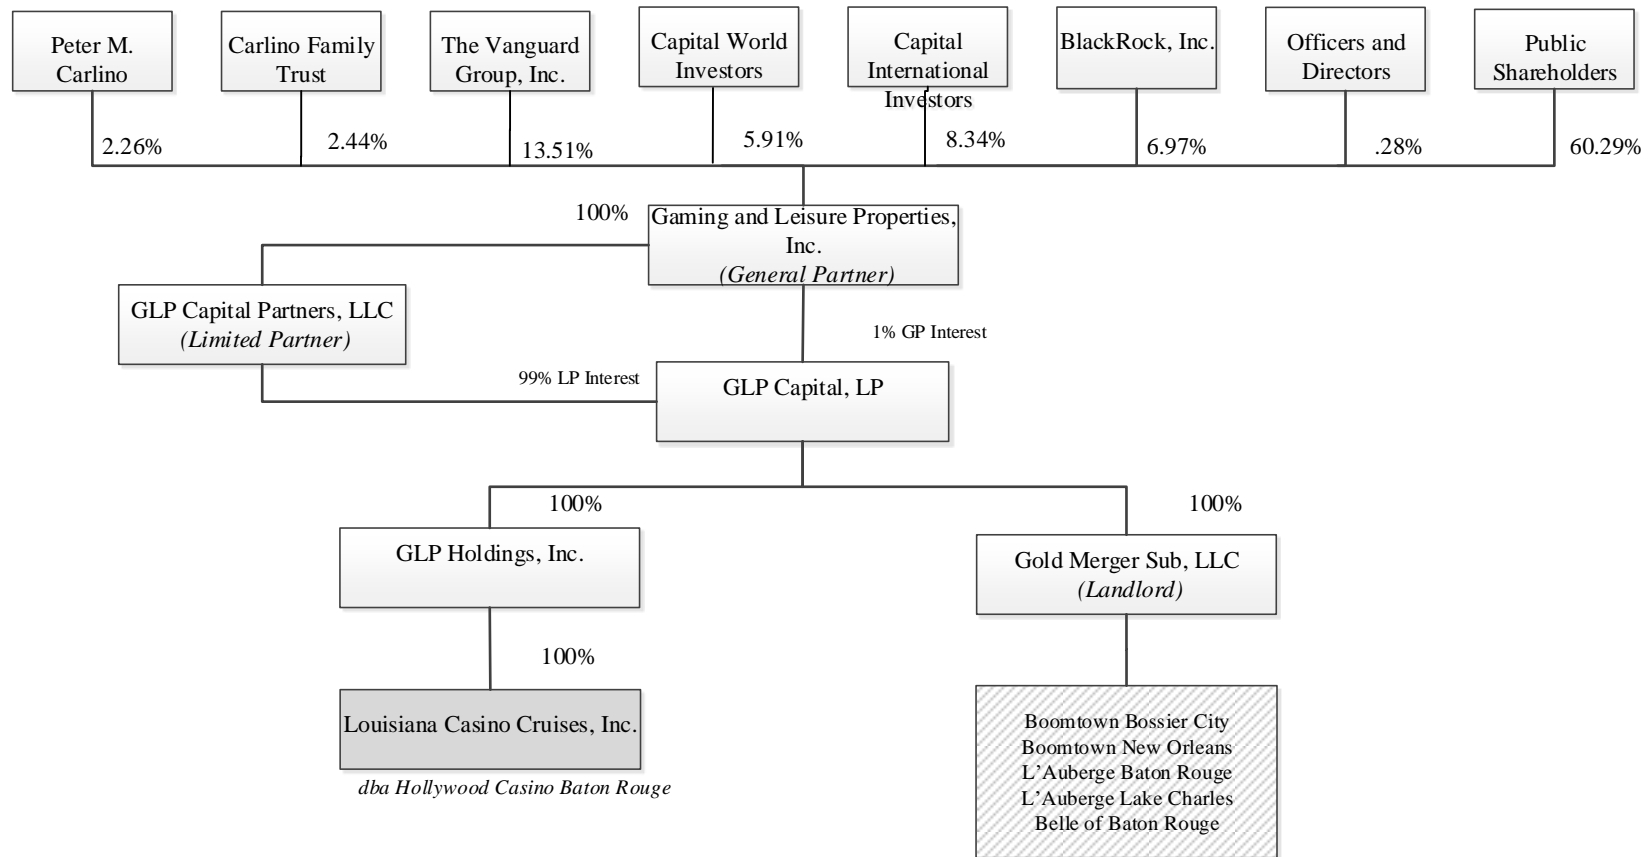 Peter M.
Carlino
Carlino Family
Trust
The Vanguard
Group, Inc.
Capital World
Investors
Capital
International
Investors
BlackRock, Inc.
Officers and
Directors
Public
Shareholders
2.26%
2.44%
13.51%
5.91%
8.34%
6.97%
.28%
60.29%
100%
Gaming and Leisure Properties,
Inc.
(General Partner)
GLP Capital Partners, LLC
(Limited Partner)
1% GP Interest
99% LP Interest
GLP Capital, LP
100%
100%
GLP Holdings, Inc.
Gold Merger Sub, LLC
(Landlord)
100%
Louisiana Casino Cruises, Inc.
dba Hollywood Casino Baton Rouge
Boomtown Bossier City
Boomtown New Orleans
L'Auberge Baton Rouge
L'Auberge Lake Charles
Belle of Baton Rouge